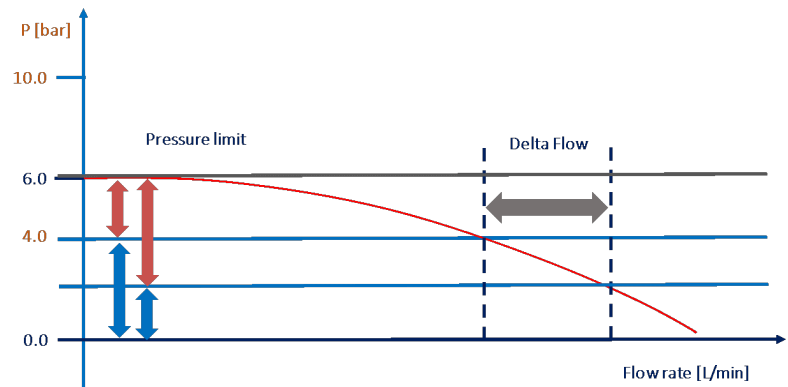 P [bar]
10.0
Pressure limit
Delta Flow
6.0
4.0
0.0
Flow rate [L/min]